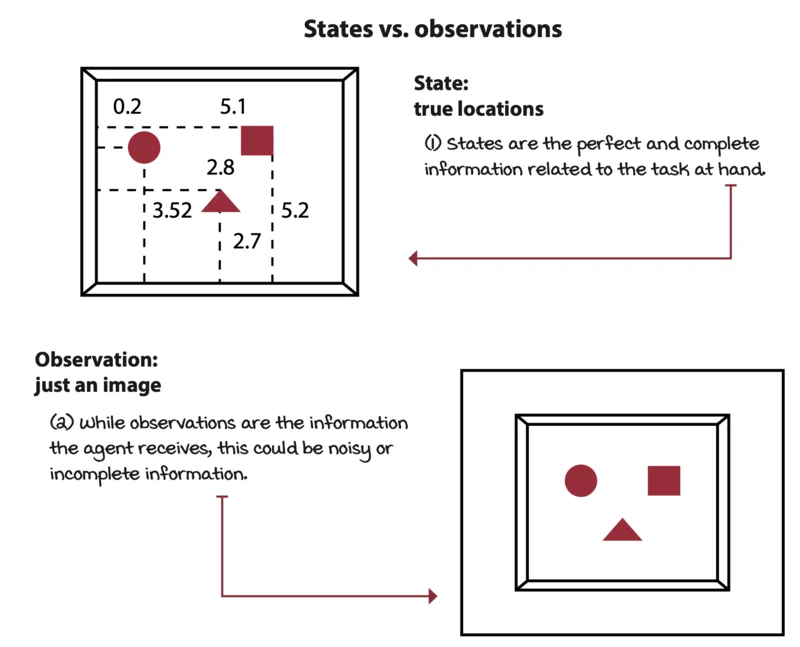 States vs. observations
0.2
5.1
2.8
3.52
5.2
2.7
State:
true locations
(1) States are the perfect and complete
information related to the task at hand.
Observation:
just an image
(2) While observations are the information
the agent receives, this could be noisy or
incomplete information.